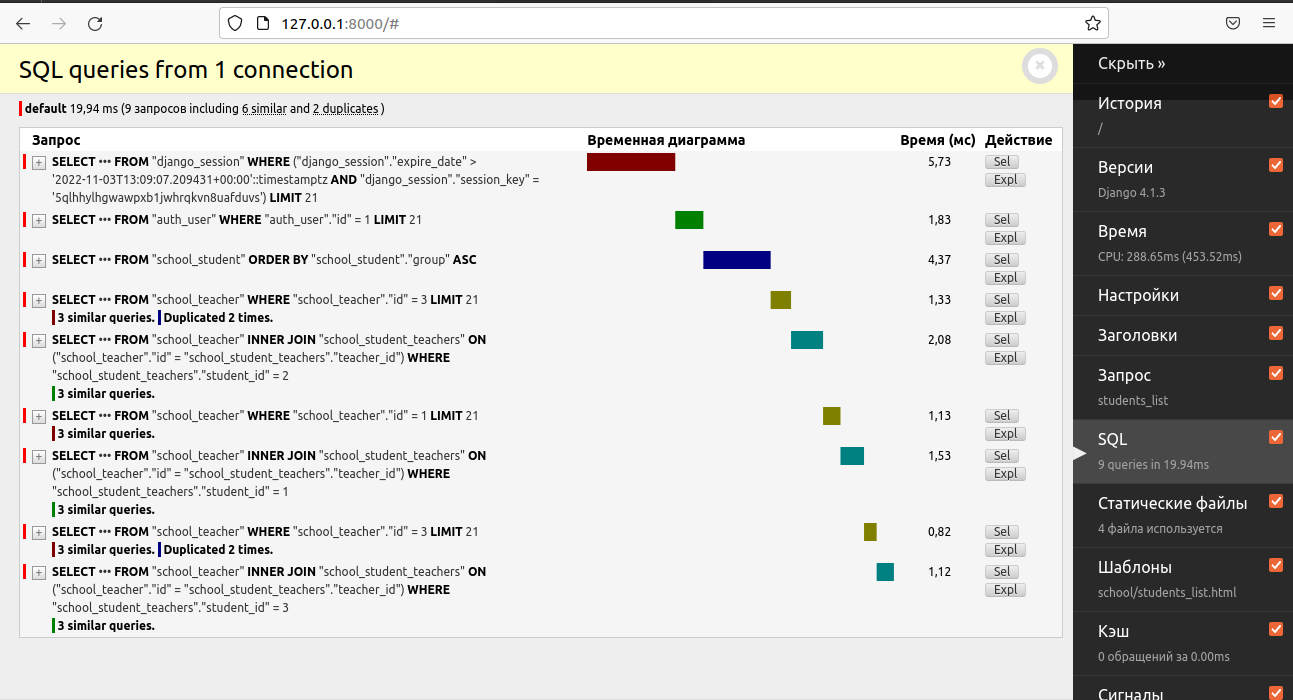 127.0.0.1:8000/#
SQL queries from 1 connection
default 19,94 ms (9 запросов including 6 similar and 2 duplicates )
Запрос Временная диаграмма Время (мс) Действие
+ SELECT ••• FROM "django_session" WHERE ("django_session"."expire_date" > 5,73 Sel
'2022-11-03T13:09:07.209431+00:00'::timestamptz AND "django_session"."session_key" = Expl
'5qlhhylhgwawpxb1jwhrqkvn8uafduvs') LIMIT 21
+ SELECT ••• FROM "auth_user" WHERE "auth_user"."id" = 1 LIMIT 21 1,83 Sel
Expl
+ SELECT ••• FROM "school_student" ORDER BY "school_student"."group" ASC 4,37 Sel
Expl
+ SELECT ••• FROM "school_teacher" WHERE "school_teacher"."id" = 3 LIMIT 21 1,33 Sel
3 similar queries. Duplicated 2 times. Expl
+ SELECT ••• FROM "school_teacher" INNER JOIN "school_student_teachers" ON 2,08 Sel
("school_teacher"."id" = "school_student_teachers"."teacher_id") WHERE Expl
"school_student_teachers"."student_id" = 2
3 similar queries.
+ SELECT ••• FROM "school_teacher" WHERE "school_teacher"."id" = 1 LIMIT 21 1,13 Sel
3 similar queries. Expl
+ SELECT ••• FROM "school_teacher" INNER JOIN "school_student_teachers" ON 1,53 Sel
("school_teacher"."id" = "school_student_teachers"."teacher_id") WHERE Expl
"school_student_teachers"."student_id" = 1
3 similar queries.
+ SELECT ••• FROM "school_teacher" WHERE "school_teacher"."id" = 3 LIMIT 21 0,82 Sel
3 similar queries. Duplicated 2 times. Expl
+ SELECT ••• FROM "school_teacher" INNER JOIN "school_student_teachers" ON 1,12 Sel
("school_teacher"."id" = "school_student_teachers"."teacher_id") WHERE Expl
"school_student_teachers"."student_id" = 3
3 similar queries.
Скрыть »
История
/
Версии
Django 4.1.3
Время
CPU: 288.65ms (453.52ms)
Настройки
Заголовки
Запрос
students_list
SQL
9 queries in 19.94ms
Статические файлы
4 файла используется
Шаблоны
school/students_list.html
Кэш
0 обращений за 0.00ms
Сигналы